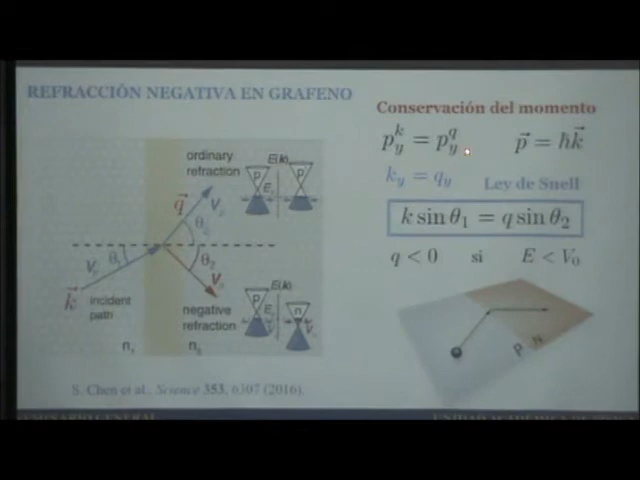 REFRACCIÓN NEGATIVA EN GRAFENO
ordinary
refraction
E(k)
p
p
q⃗
θ₂
θ₁
θ₂
k⃗
incident
path
negative
refraction
E(k)
p
n
n₁
S. Chen et al., Science 353, 6307 (2016).
Conservación del momento
p_y^k = p_y^q
p⃗ = ħk⃗
k_y = q_y
Ley de Snell
k sin θ₁ = q sin θ₂
q < 0 si E < V₀
P N
SEMINARIO GENERAL